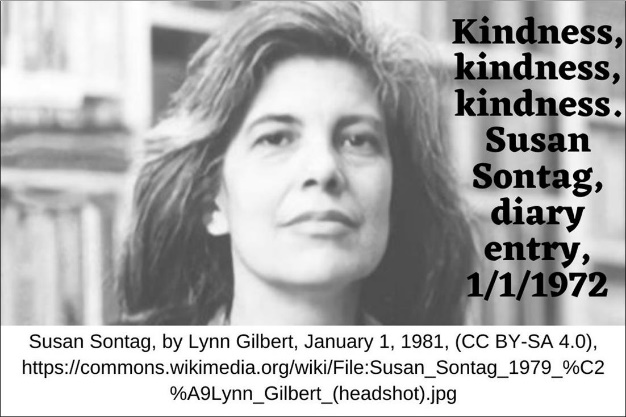 Kindness,
kindness,
kindness.
Susan
Sontag,
diary
entry,
1/1/1972
Susan Sontag, by Lynn Gilbert, January 1, 1981, (CC BY-SA 4.0),
https://commons.wikimedia.org/wiki/File:Susan_Sontag_1979_%C2
%A9Lynn_Gilbert_(headshot).jpg